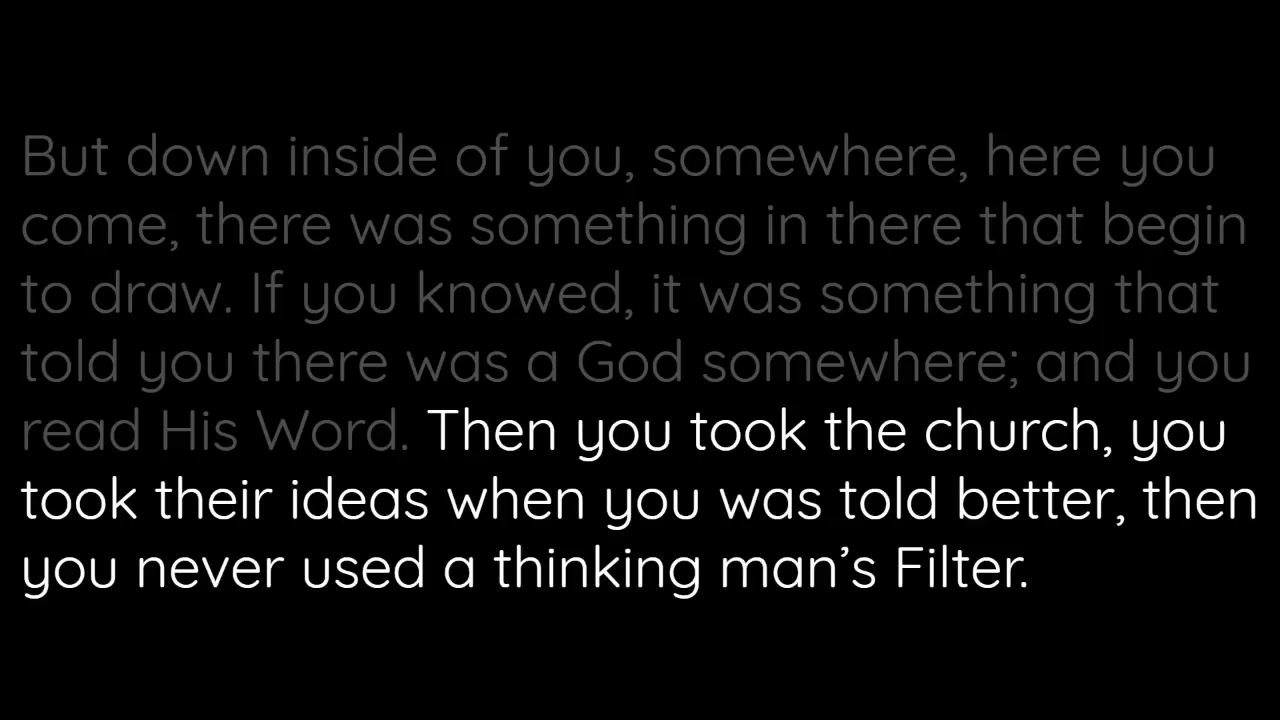 But down inside of you, somewhere, here you
come, there was something in there that begin
to draw. If you knowed, it was something that
told you there was a God somewhere; and you
read His Word. Then you took the church, you
took their ideas when you was told better, then
you never used a thinking man’s Filter.